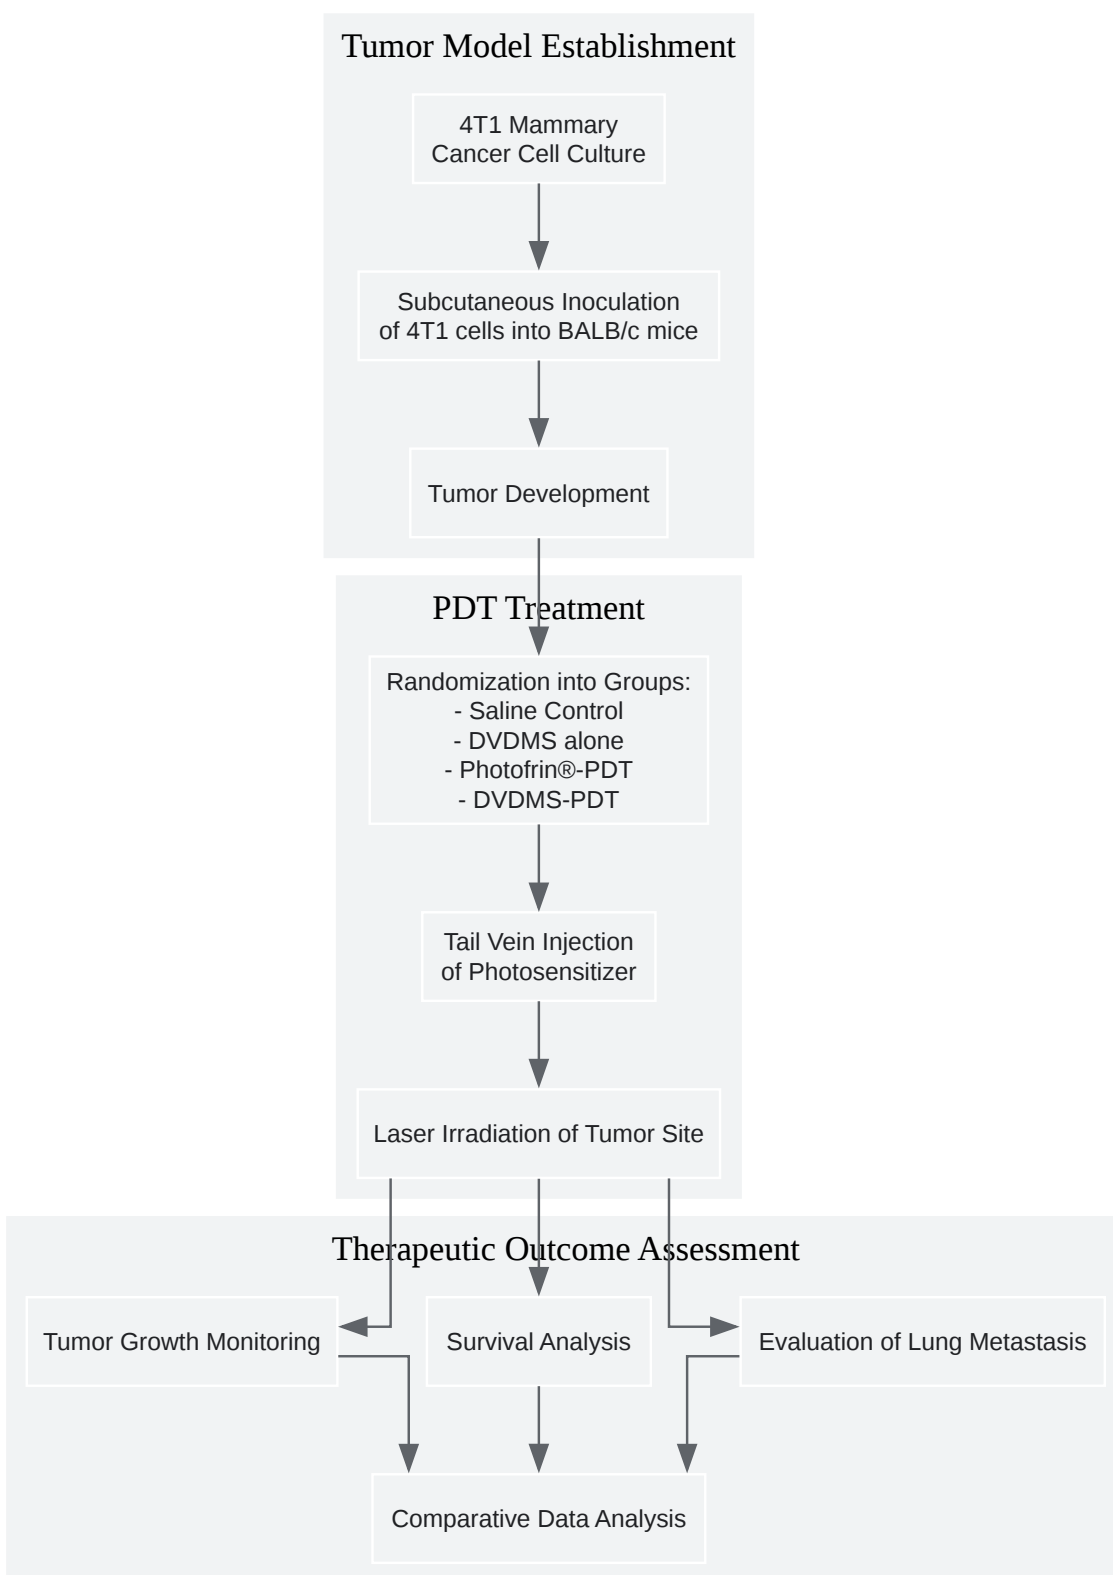 Tumor Model Establishment
4T1 Mammary
Cancer Cell Culture
Subcutaneous Inoculation
of 4T1 cells into BALB/c mice
Tumor Development
PDT Treatment
Randomization into Groups:
- Saline Control
- DVDMS alone
- Photofrin®-PDT
- DVDMS-PDT
Tail Vein Injection
of Photosensitizer
Laser Irradiation of Tumor Site
Therapeutic Outcome Assessment
Tumor Growth Monitoring
Survival Analysis
Evaluation of Lung Metastasis
Comparative Data Analysis